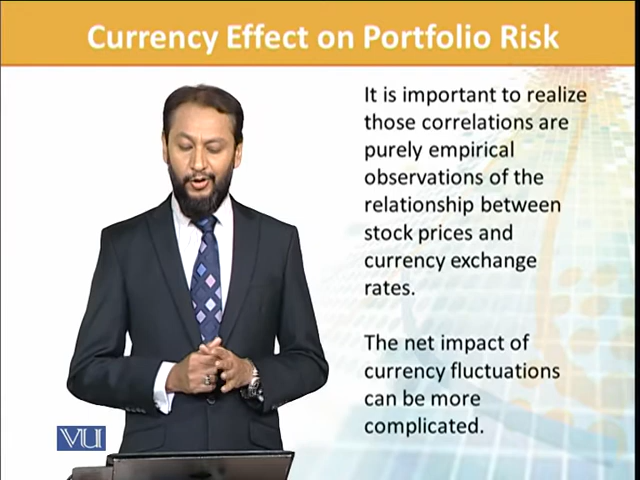 Currency Effect on Portfolio Risk
It is important to realize
those correlations are
purely empirical
observations of the
relationship between
stock prices and
currency exchange
rates.
The net impact of
currency fluctuations
can be more
complicated.
VU